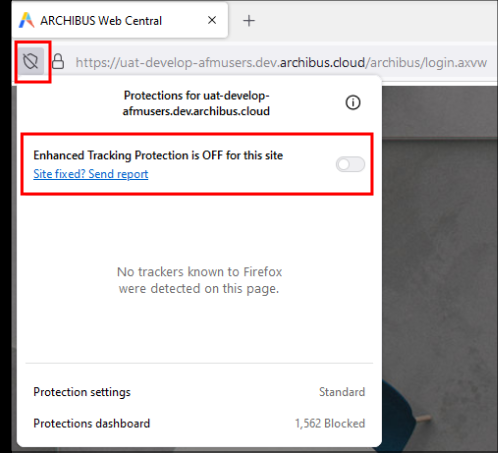 ARCHIBUS Web Central
https://uat-develop-afmusers.dev.archibus.cloud/archibus/login.axvw
Protections for uat-develop-
afmusers.dev.archibus.cloud
Enhanced Tracking Protection is OFF for this site
Site fixed? Send report
No trackers known to Firefox
were detected on this page.
Protection settings Standard
Protections dashboard 1,562 Blocked